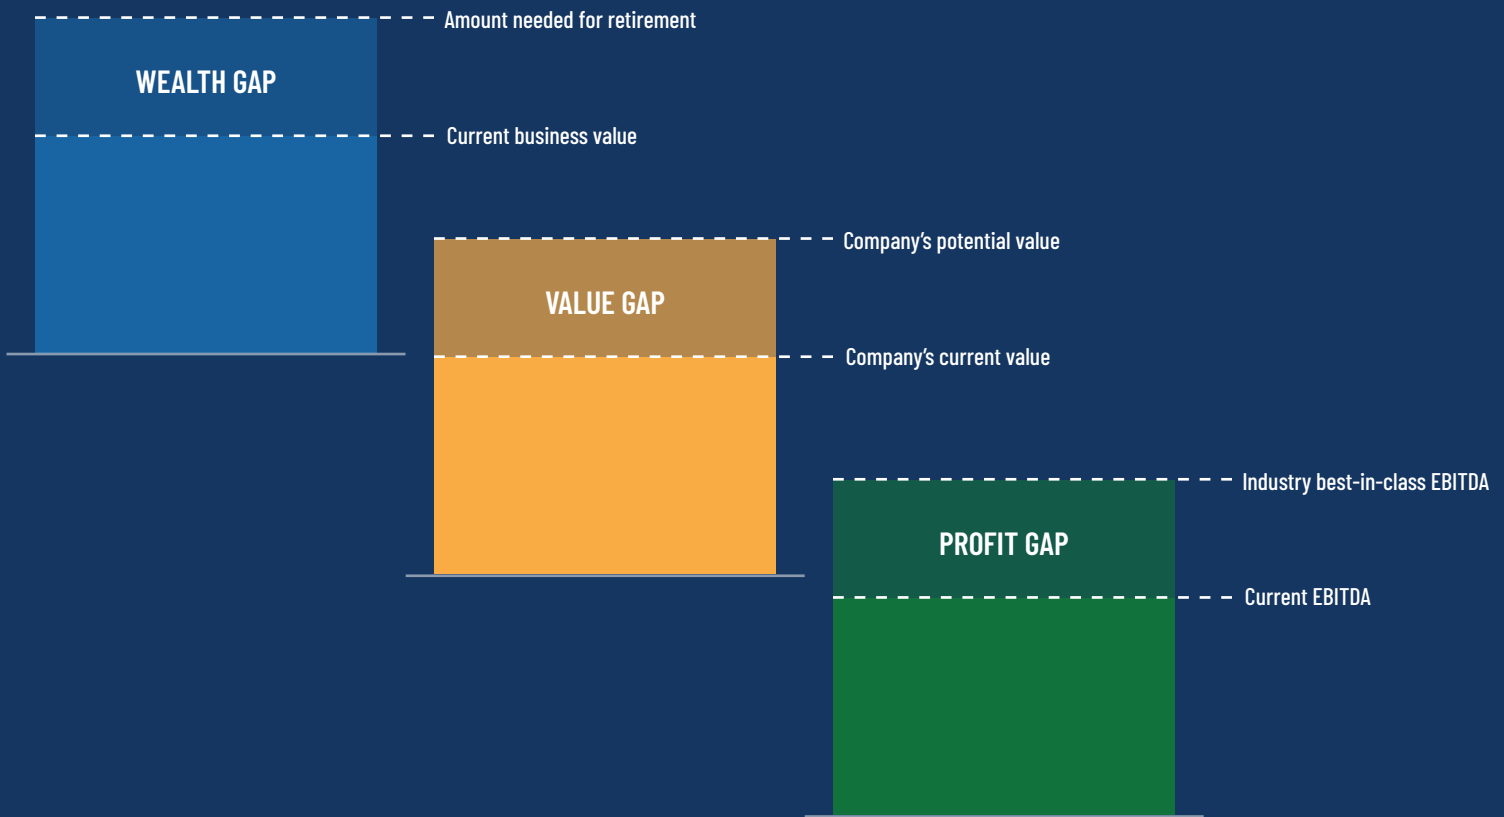 Amount needed for retirement
WEALTH GAP
Current business value
Company’s potential value
VALUE GAP
Company’s current value
Industry best-in-class EBITDA
PROFIT GAP
Current EBITDA